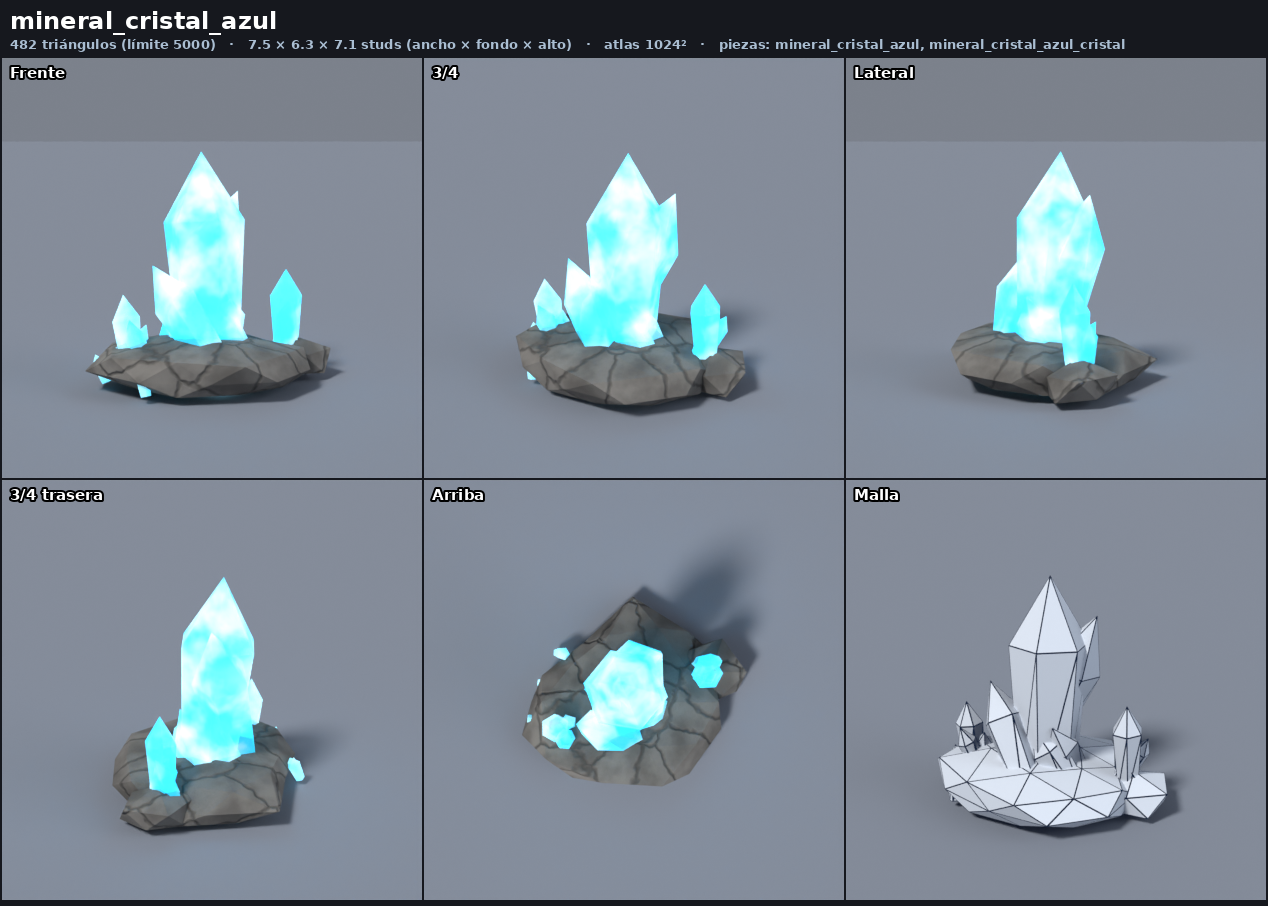 mineral_cristal_azul
482 triángulos (límite 5000) · 7.5 × 6.3 × 7.1 studs (ancho × fondo × alto) · atlas 1024² · piezas: mineral_cristal_azul, mineral_cristal_azul_cristal
Frente
3/4
Lateral
3/4 trasera
Arriba
Malla